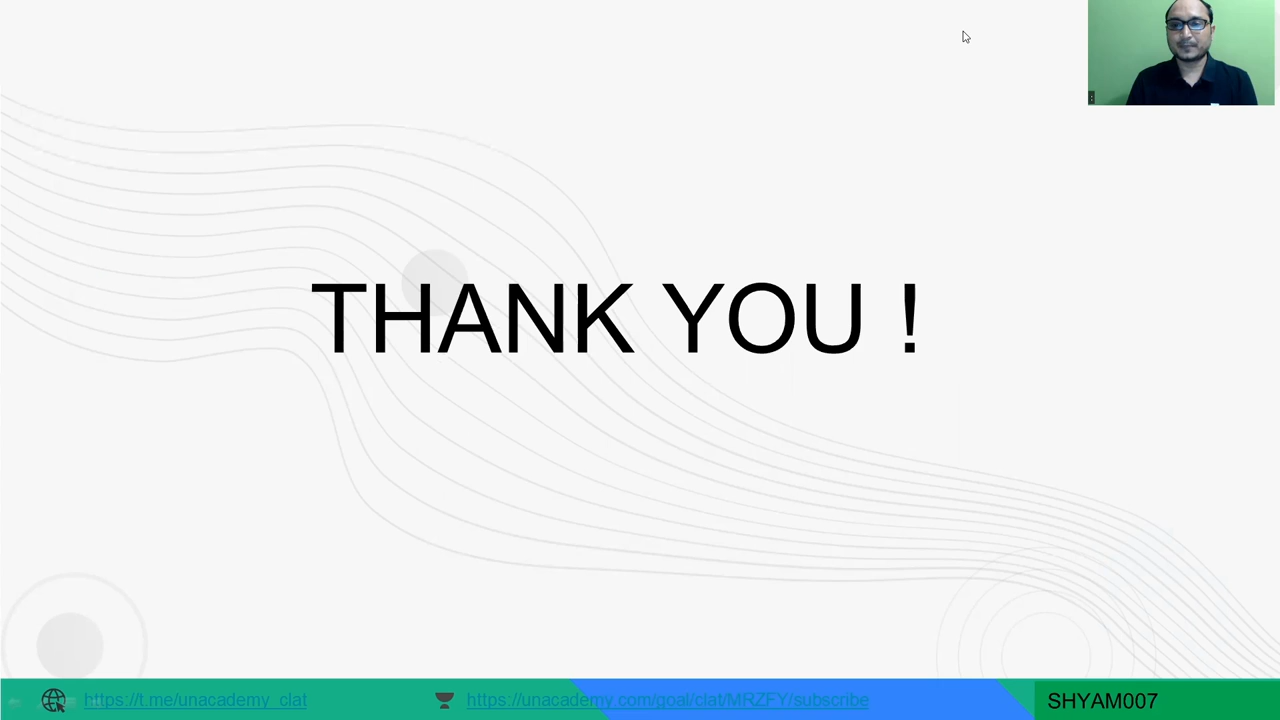 THANK YOU !
https://t.me/unacademy_clat
https://unacademy.com/goal/clat/MRZFY/subscribe
SHYAM007